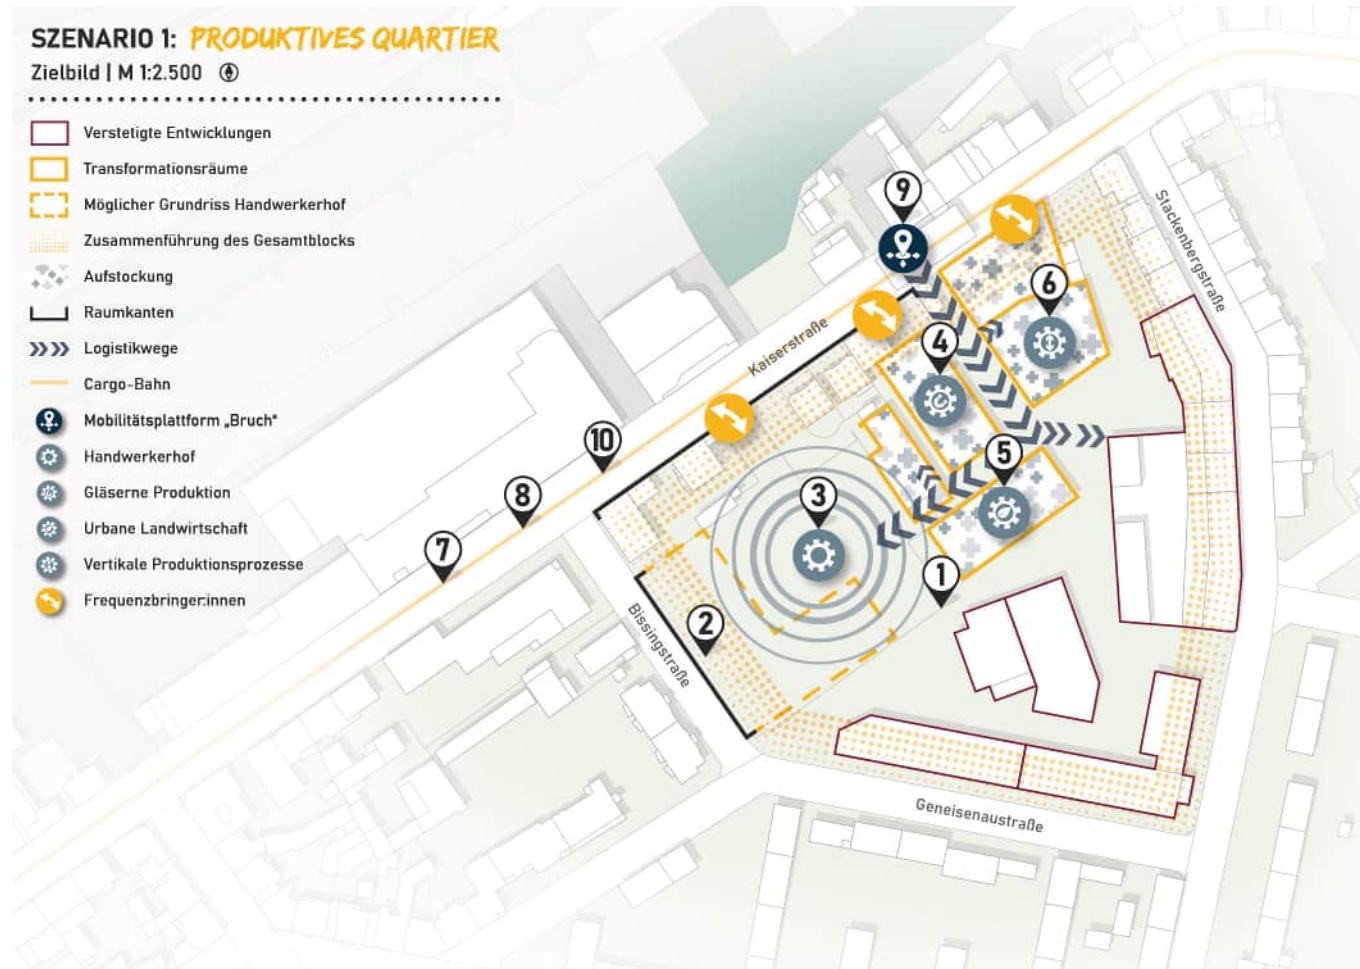 SZENARIO 1: PRODUKTIVES QUARTIER
Zielbild | M 1:2.500
Verstetigte Entwicklungen
Transformationsräume
Möglicher Grundriss Handwerkerhof
Zusammenführung des Gesamtblocks
Aufstockung
Raumkanten
Logistikwege
Cargo-Bahn
Mobilitätsplattform „Bruch“
Handwerkerhof
Gläserne Produktion
Urbane Landwirtschaft
Vertikale Produktionsprozesse
Frequenzbringer:innen
9
Stackenbergstraße
6
Kaiserstraße
4
10
5
8
3
7
1
2
Bissingstraße
Geneisenaustraße